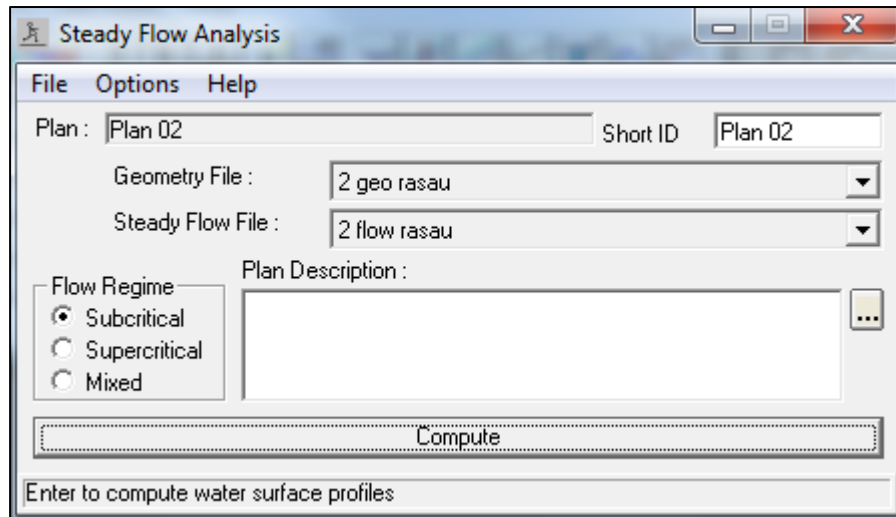 Steady Flow Analysis
File Options Help
Plan : Plan 02 Short ID Plan 02
Geometry File : 2 geo rasau
Steady Flow File : 2 flow rasau
Plan Description :
Flow Regime
Subcritical
Supercritical
Mixed
...
Compute
Enter to compute water surface profiles